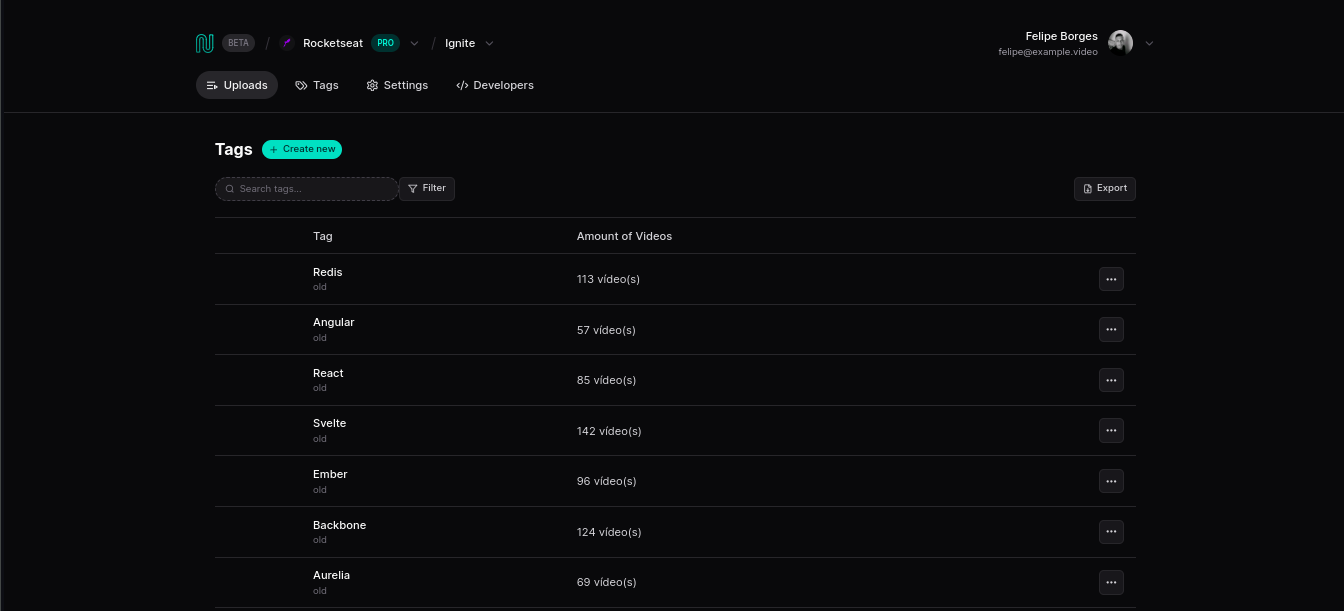 BETA / Rocketseat PRO / Ignite
Felipe Borges
felipe@example.video
Uploads Tags Settings Developers
Tags + Create new
Search tags... Filter Export
Tag Amount of Videos
Redis
old
113 vídeo(s)
Angular
old
57 vídeo(s)
React
old
85 vídeo(s)
Svelte
old
142 vídeo(s)
Ember
old
96 vídeo(s)
Backbone
old
124 vídeo(s)
Aurelia
old
69 vídeo(s)